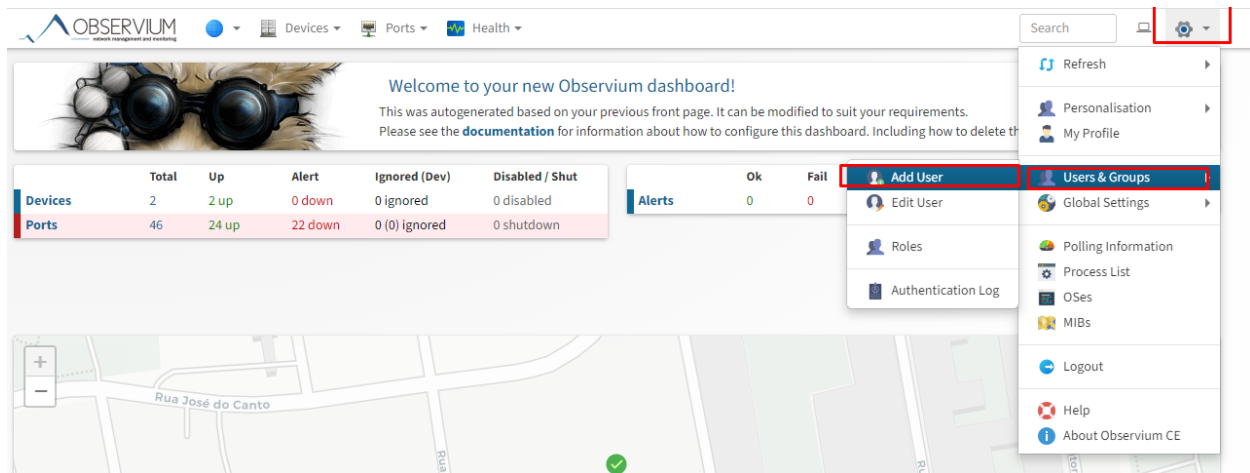 OBSERVIUM
network management and monitoring
Devices
Ports
Health
Search
Refresh
Personalisation
My Profile
Users & Groups
Global Settings
Polling Information
Process List
OSes
MIBs
Logout
Help
About Observium CE
Add User
Edit User
Roles
Authentication Log
Welcome to your new Observium dashboard!
This was autogenerated based on your previous front page. It can be modified to suit your requirements.
Please see the documentation for information about how to configure this dashboard. Including how to delete th
Total Up Alert Ignored (Dev) Disabled / Shut
Devices 2 2 up 0 down 0 ignored 0 disabled
Ports 46 24 up 22 down 0 (0) ignored 0 shutdown
Ok Fail
Alerts 0 0
+
−
Rua José do Canto
Rua